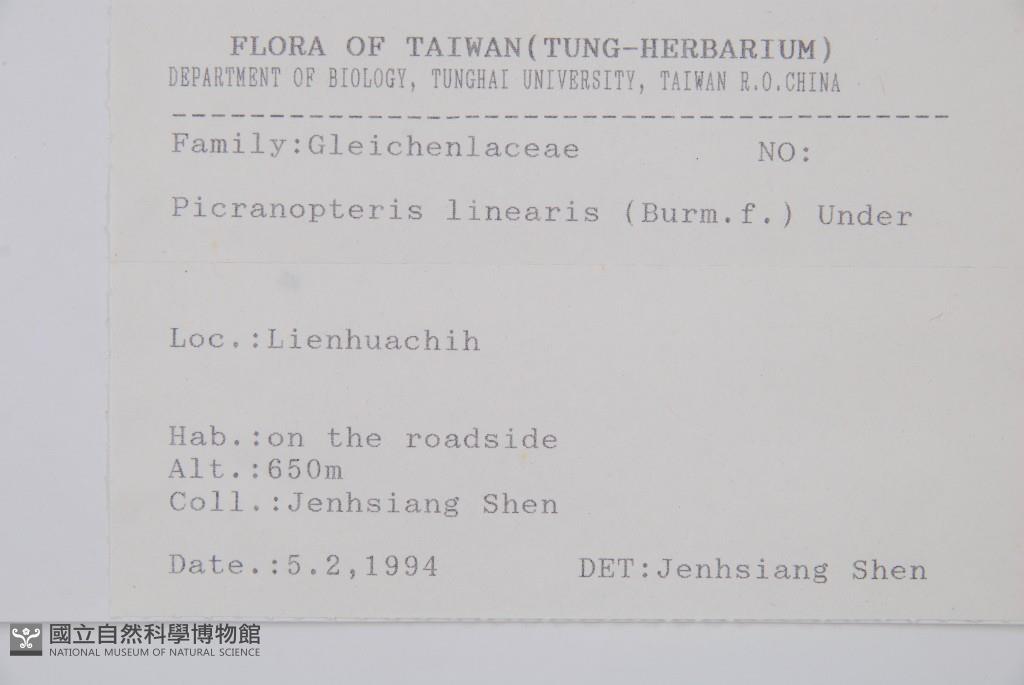 FLORA OF TAIWAN(TUNG-HERBARIUM)
DEPARTMENT OF BIOLOGY, TUNGHAI UNIVERSITY, TAIWAN R.O.CHINA
----------------------------------------
Family:Gleichenlaceae NO:
Picranopteris linearis (Burm.f.) Under
Loc.:Lienhuachih
Hab.:on the roadside
Alt.:650m
Coll.:Jenhsiang Shen
Date.:5.2,1994 DET:Jenhsiang Shen
國立自然科學博物館
NATIONAL MUSEUM OF NATURAL SCIENCE